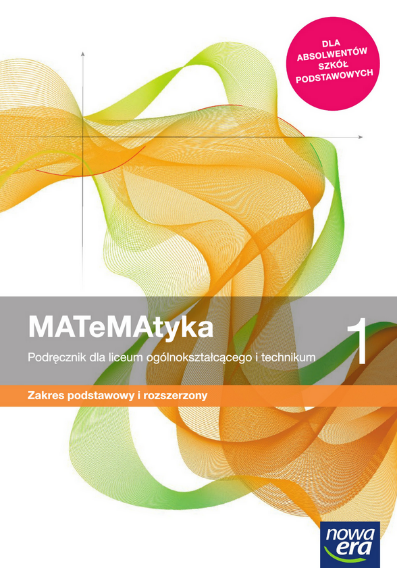 DLA
ABSOLWENTÓW
SZKÓŁ
PODSTAWOWYCH
MATeMAtyka
1
Podręcznik dla liceum ogólnokształcącego i technikum
Zakres podstawowy i rozszerzony
nowa
era